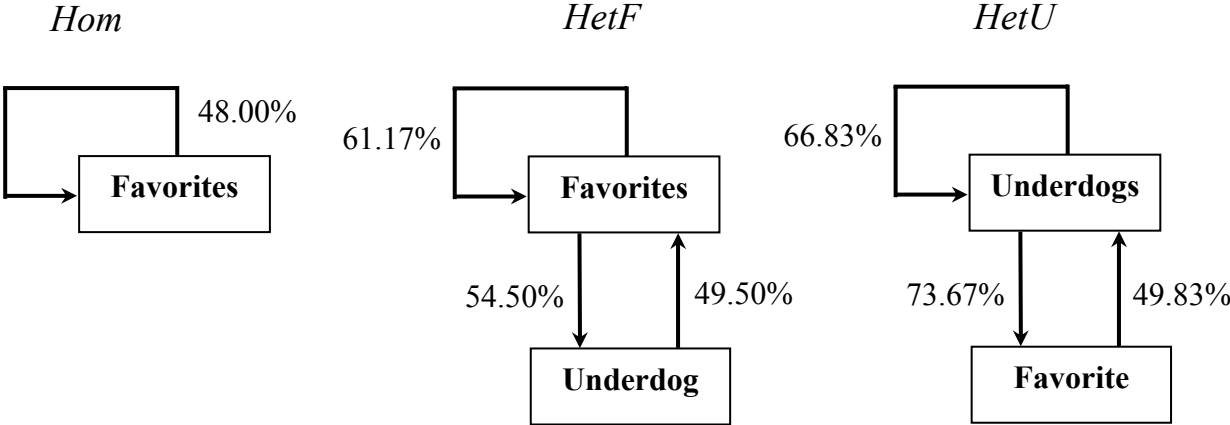 Hom
HetF
HetU
48.00%
Favorites
61.17%
Favorites
54.50%
49.50%
Underdog
66.83%
Underdogs
73.67%
49.83%
Favorite